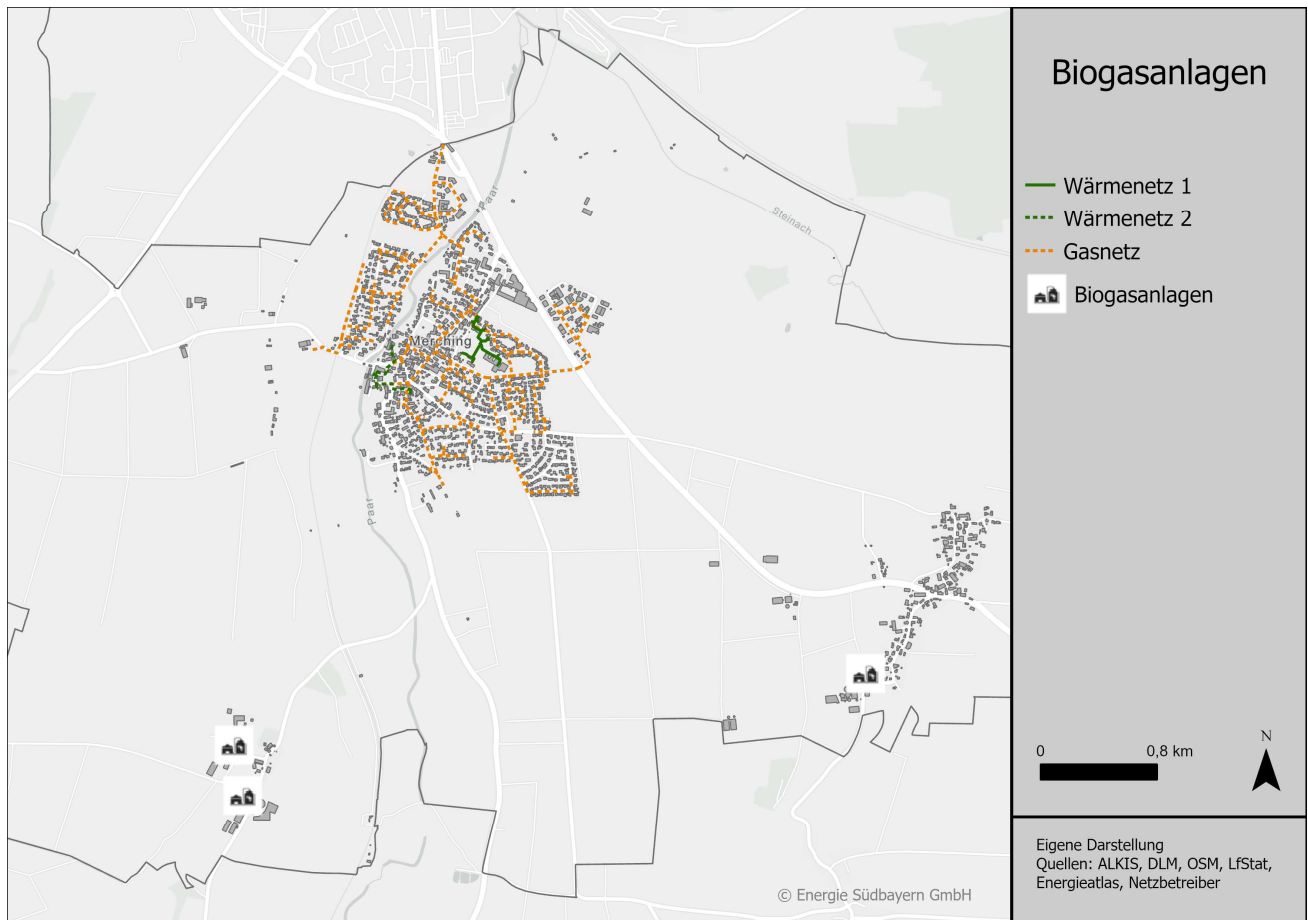 Biogasanlagen
Wärmenetz 1
Wärmenetz 2
Gasnetz
Biogasanlagen
Paar
Steinach
Merching
Paar
0 0,8 km
N
Eigene Darstellung
Quellen: ALKIS, DLM, OSM, LfStat,
Energieatlas, Netzbetreiber
© Energie Südbayern GmbH